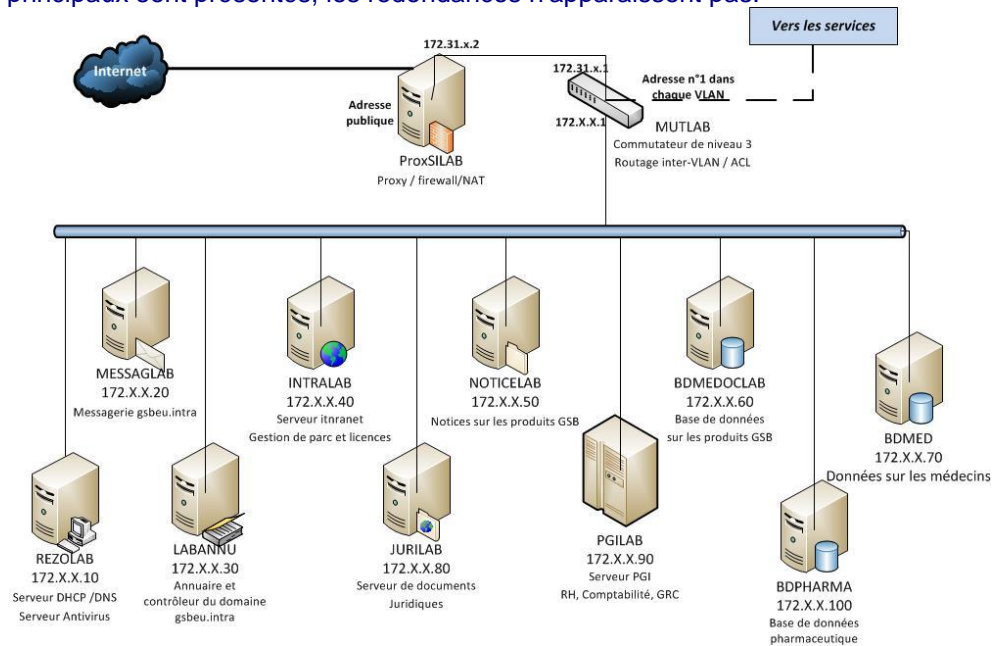 principaux sont présentés, les redondances n'apparaissent pas.
Vers les services
172.31.x.2
Internet
172.31.x.1
Adresse n°1 dans
chaque VLAN
Adresse
publique
172.X.X.1
MUTLAB
Commutateur de niveau 3
Routage inter-VLAN / ACL
ProxSILAB
Proxy / firewall/NAT
MESSAGLAB
172.X.X.20
Messagerie gsbeu.intra
INTRALAB
172.X.X.40
Serveur itnranet
Gestion de parc et licences
NOTICELAB
172.X.X.50
Notices sur les produits GSB
BDMEDOCLAB
172.X.X.60
Base de données
sur les produits GSB
BDMED
172.X.X.70
Données sur les médecins
REZOLAB
172.X.X.10
Serveur DHCP /DNS
Serveur Antivirus
LABANNU
172.X.X.30
Annuaire et
contrôleur du domaine
gsbeu.intra
JURILAB
172.X.X.80
Serveur de documents
Juridiques
PGILAB
172.X.X.90
Serveur PGI
RH, Comptabilité, GRC
BDPHARMA
172.X.X.100
Base de données
pharmaceutique